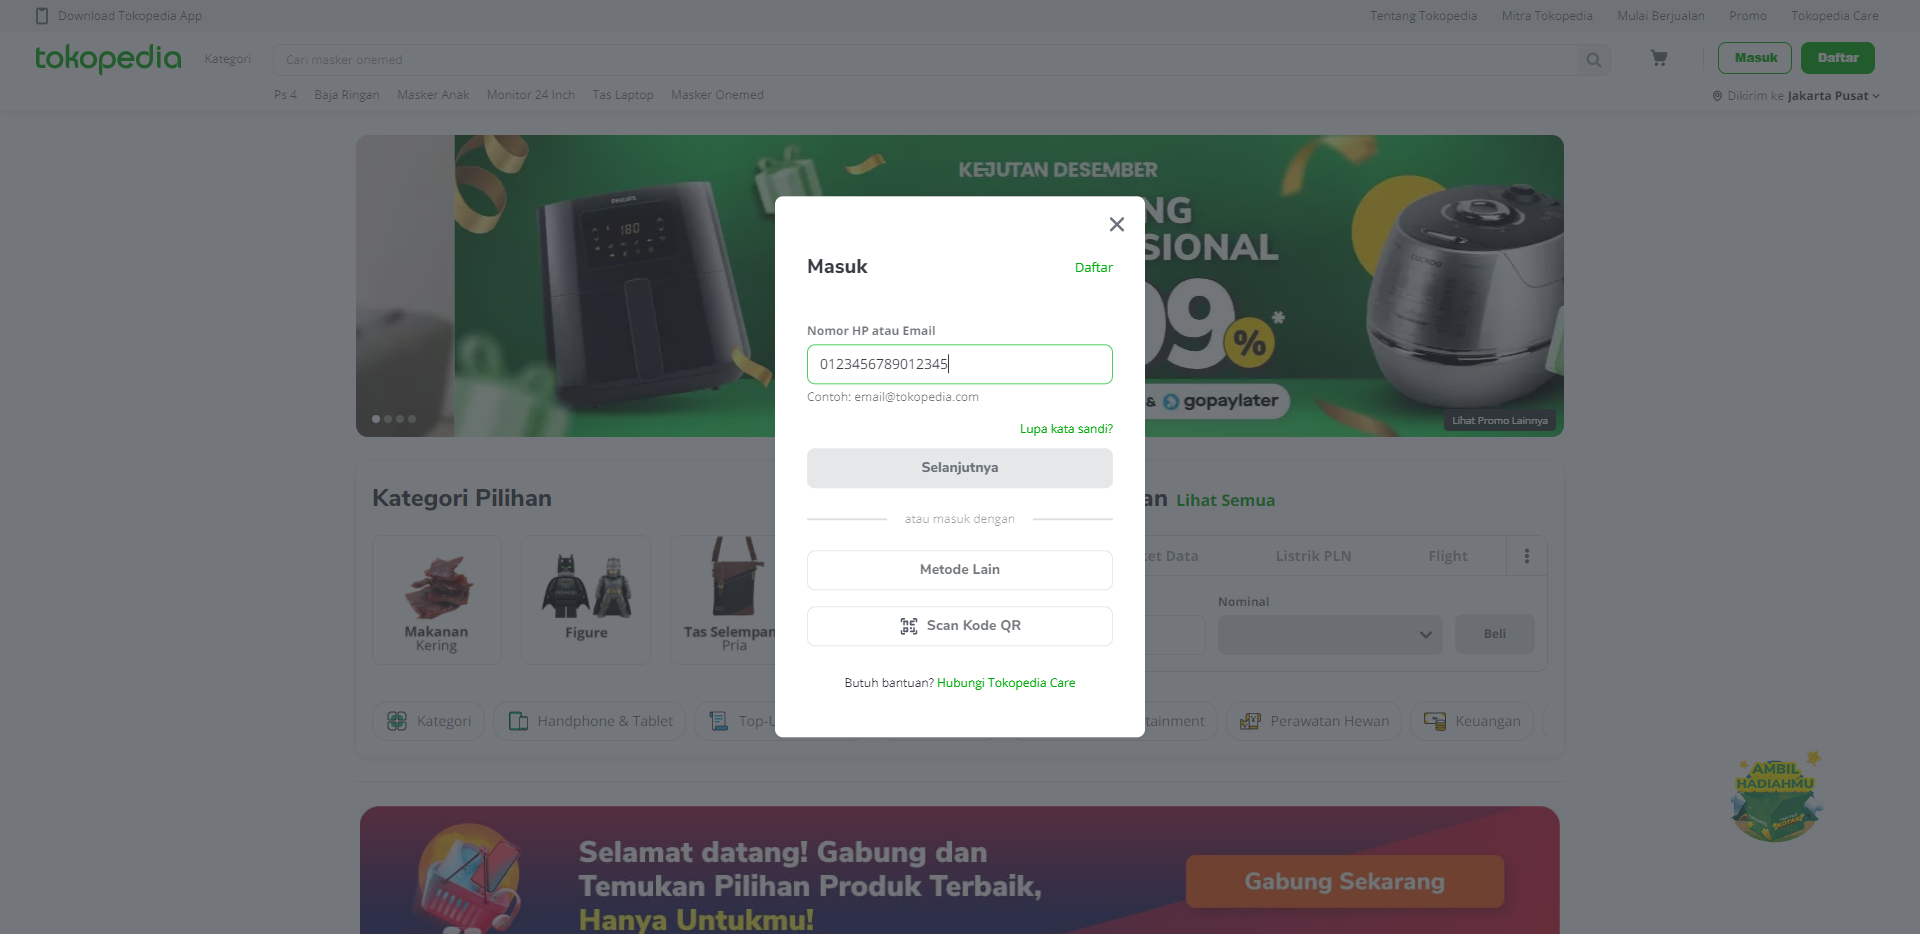 Download Tokopedia App
Tentang Tokopedia
Mitra Tokopedia
Mulai Berjualan
Promo
Tokopedia Care
tokopedia
Kategori
Cari masker onemed
Masuk
Daftar
Ps 4
Baja Ringan
Masker Anak
Monitor 24 Inch
Tas Laptop
Masker Onemed
Dikirim ke Jakarta Pusat
KEJUTAN DESEMBER
NG
SIONAL
PHILIPS
180
CUCKOO
99%*
& gopaylater
Lihat Promo Lainnya
Masuk
Daftar
Nomor HP atau Email
0123456789012345
Contoh: email@tokopedia.com
Lupa kata sandi?
Selanjutnya
atau masuk dengan
Metode Lain
Scan Kode QR
Butuh bantuan? Hubungi Tokopedia Care
Kategori Pilihan
an Lihat Semua
Makanan
Kering
Figure
Tas Selempan
Pria
et Data
Listrik PLN
Flight
Nominal
Beli
Kategori
Handphone & Tablet
Top-U
tainment
Perawatan Hewan
Keuangan
AMBIL
HADIAHMU
Selamat datang! Gabung dan
Temukan Pilihan Produk Terbaik,
Hanya Untukmu!
Gabung Sekarang